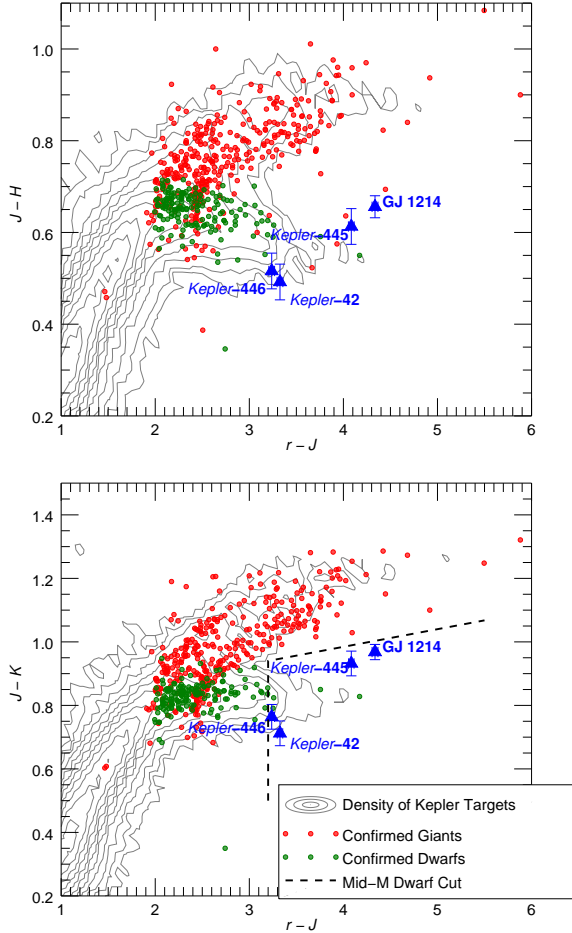 1.0
0.8
0.6
0.4
0.2
J − H
GJ 1214
Kepler−445
Kepler−446
Kepler−42
1 2 3 4 5 6
r − J
1.4
1.2
1.0
0.8
0.6
0.4
0.2
J − K
GJ 1214
Kepler−445
Kepler−446
Kepler−42
Density of Kepler Targets
Confirmed Giants
Confirmed Dwarfs
Mid−M Dwarf Cut
1 2 3 4 5 6
r − J